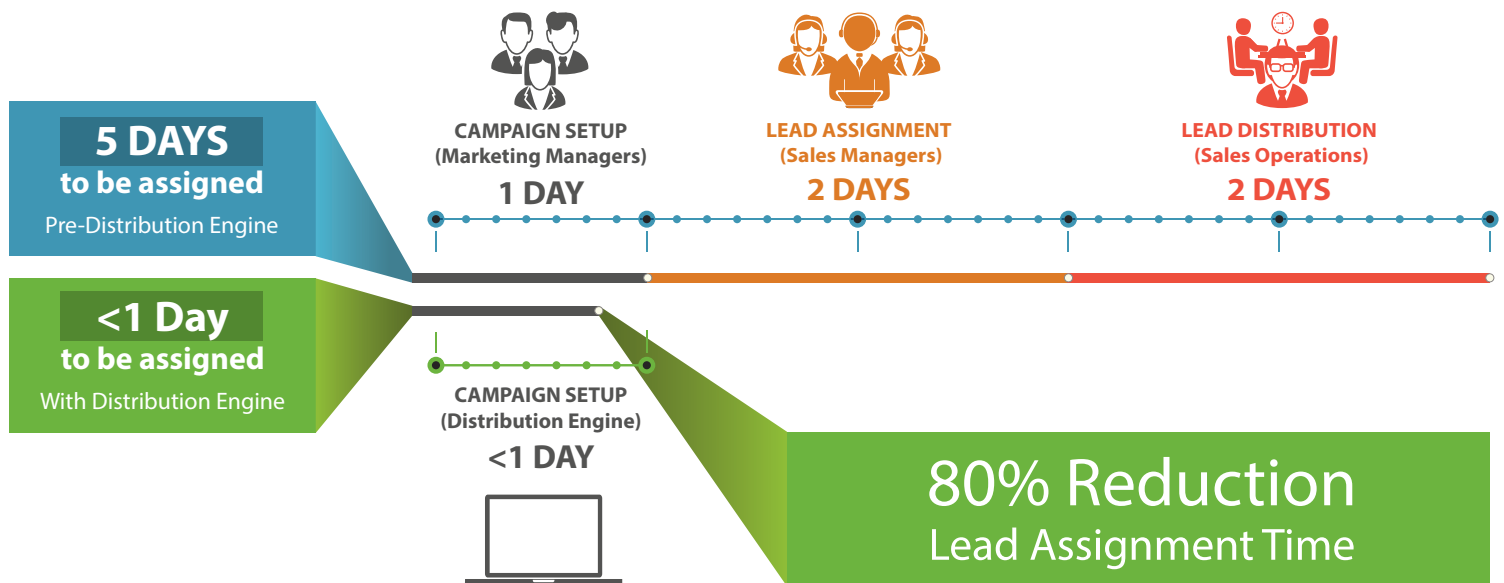 5 DAYS
to be assigned
Pre-Distribution Engine
CAMPAIGN SETUP
(Marketing Managers)
1 DAY
LEAD ASSIGNMENT
(Sales Managers)
2 DAYS
LEAD DISTRIBUTION
(Sales Operations)
2 DAYS
<1 Day
to be assigned
With Distribution Engine
CAMPAIGN SETUP
(Distribution Engine)
<1 DAY
80% Reduction
Lead Assignment Time